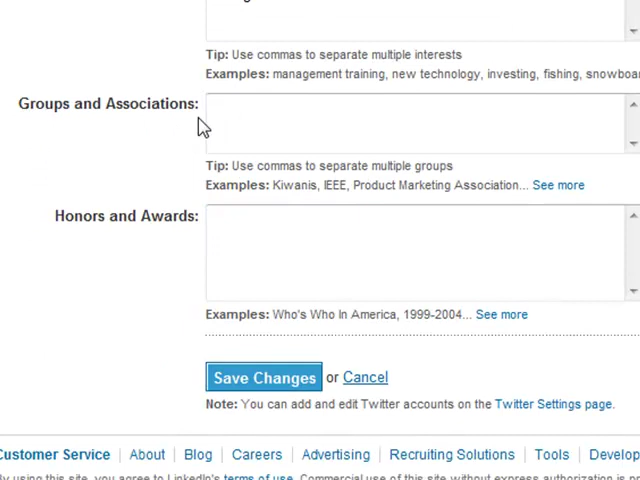 Tip: Use commas to separate multiple interests
Examples: management training, new technology, investing, fishing, snowboar
Groups and Associations:
Tip: Use commas to separate multiple groups
Examples: Kiwanis, IEEE, Product Marketing Association... See more
Honors and Awards:
Examples: Who's Who In America, 1999-2004... See more
Save Changes or Cancel
Note: You can add and edit Twitter accounts on the Twitter Settings page.
Customer Service | About | Blog | Careers | Advertising | Recruiting Solutions | Tools | Develop
By using this site, you agree to LinkedIn's terms of use. Commercial use of this site without express authorization is